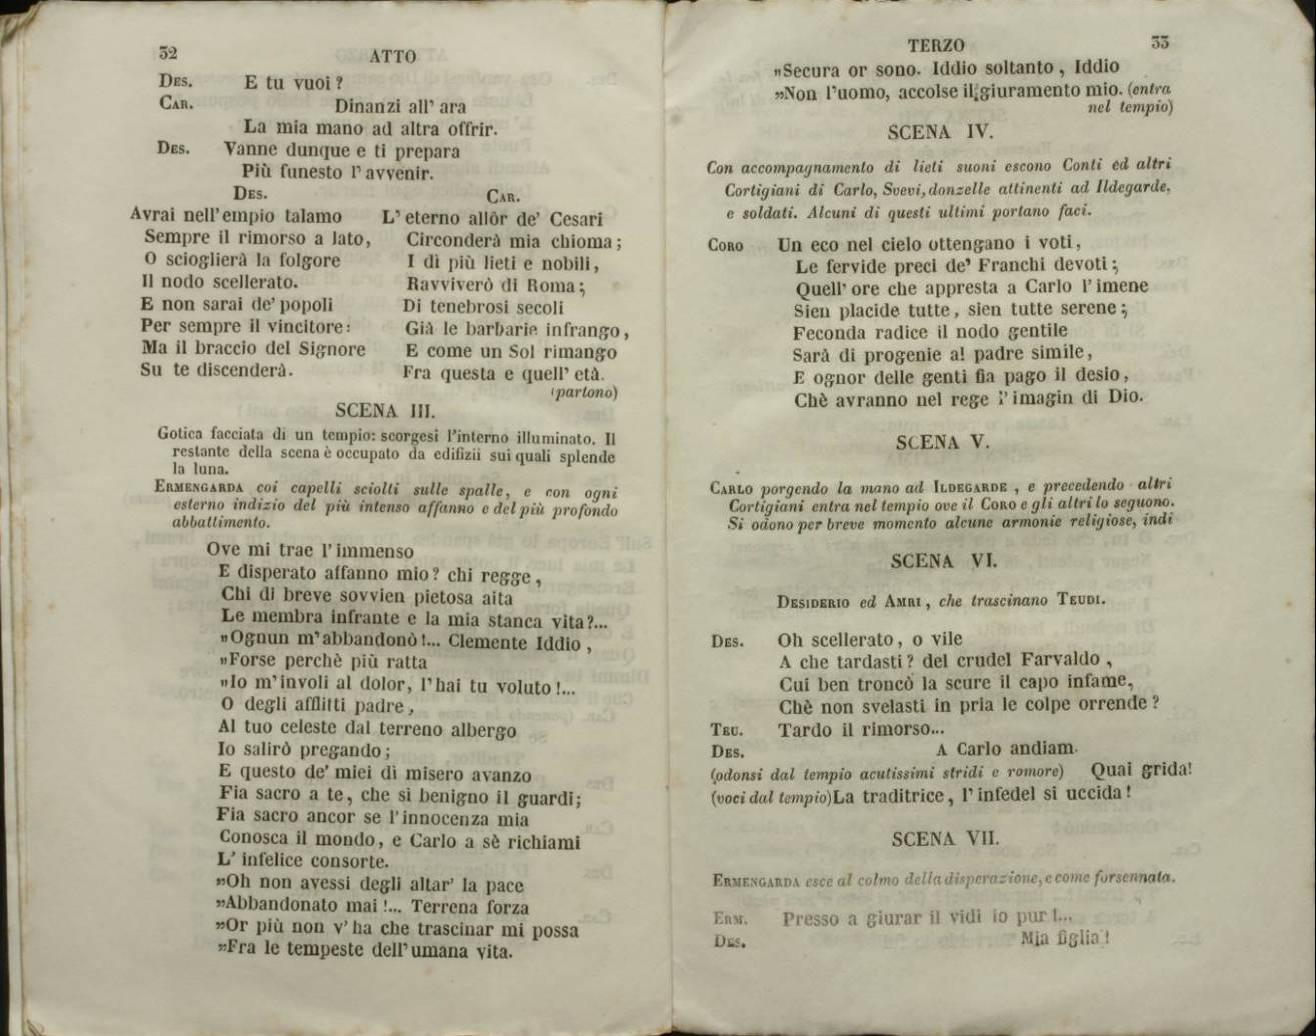 32
ATTO
DES. E tu vuoi ?
CAR. Dinanzi all' ara
La mia mano ad altra offrir.
DES. Vanne dunque e ti prepara
Più funesto l' avvenir.
DES.
Avrai nell' empio talamo
Sempre il rimorso a lato,
O scioglierà la folgore
Il nodo scellerato.
E non sarai de' popoli
Per sempre il vincitore:
Ma il braccio del Signore
Su te discenderà.
CAR.
L' eterno allôr de' Cesari
Circonderà mia chioma;
I dì più lieti e nobili,
Ravviverò di Roma;
Di tenebrosi secoli
Già le barbarie infrango,
E come un Sol rimango
Fra questa e quell' età.
(partono)
SCENA III.
Gotica facciata di un tempio: scorgesi l'interno illuminato. Il
restante della scena è occupato da edifizii sui quali splende
la luna.
ERMENGARDA coi capelli sciolti sulle spalle, e con ogni
esterno indizio del più intenso affanno e del più profondo
abbattimento.
Ove mi trae l' immenso
E disperato affanno mio? chi regge,
Chi di breve sovvien pietosa aita
Le membra infrante e la mia stanca vita?...
»Ognun m' abbandonò !... Clemente Iddio,
»Forse perchè più ratta
»Io m' involi al dolor, l' hai tu voluto !...
O degli afflitti padre,
Al tuo celeste dal terreno albergo
Io salirò pregando;
E questo de' miei dì misero avanzo
Fia sacro a te, che sì benigno il guardi;
Fia sacro ancor se l' innocenza mia
Conosca il mondo, e Carlo a sè richiami
L' infelice consorte.
»Oh non avessi degli altar' la pace
»Abbandonato mai !... Terrena forza
»Or più non v' ha che trascinar mi possa
»Fra le tempeste dell' umana vita.
TERZO
33
»Secura or sono. Iddio soltanto, Iddio
»Non l'uomo, accolse il giuramento mio. (entra
nel tempio)
SCENA IV.
Con accompagnamento di lieti suoni escono Conti ed altri
Cortigiani di Carlo, Svevi, donzelle attinenti ad Ildegarde,
e soldati. Alcuni di questi ultimi portano faci.
CORO Un eco nel cielo ottengano i voti,
Le fervide preci de' Franchi devoti;
Quell' ore che appresta a Carlo l' imene
Sien placide tutte, sien tutte serene;
Feconda radice il nodo gentile
Sarà di progenie al padre simile,
E ognor delle genti fia pago il desio,
Chè avranno nel rege l' imagin di Dio.
SCENA V.
CARLO porgendo la mano ad ILDEGARDE, e precedendo altri
Cortigiani entra nel tempio ove il CORO e gli altri lo seguono.
Si odono per breve momento alcune armonie religiose, indi
SCENA VI.
DESIDERIO ed AMRI, che trascinano TEUDI.
DES. Oh scellerato, o vile
A che tardasti? del crudel Farvaldo,
Cui ben troncò la scure il capo infame,
Chè non svelasti in pria le colpe orrende ?
TEU. Tardo il rimorso...
DES. A Carlo andiam.
(odonsi dal tempio acutissimi stridi e romore) Quai grida!
(voci dal tempio) La traditrice, l' infedel si uccida !
SCENA VII.
ERMENGARDA esce al colmo della disperazione, e come forsennata.
ERM. Presso a giurar il vidi io pur !...
DES. Mia figlia !